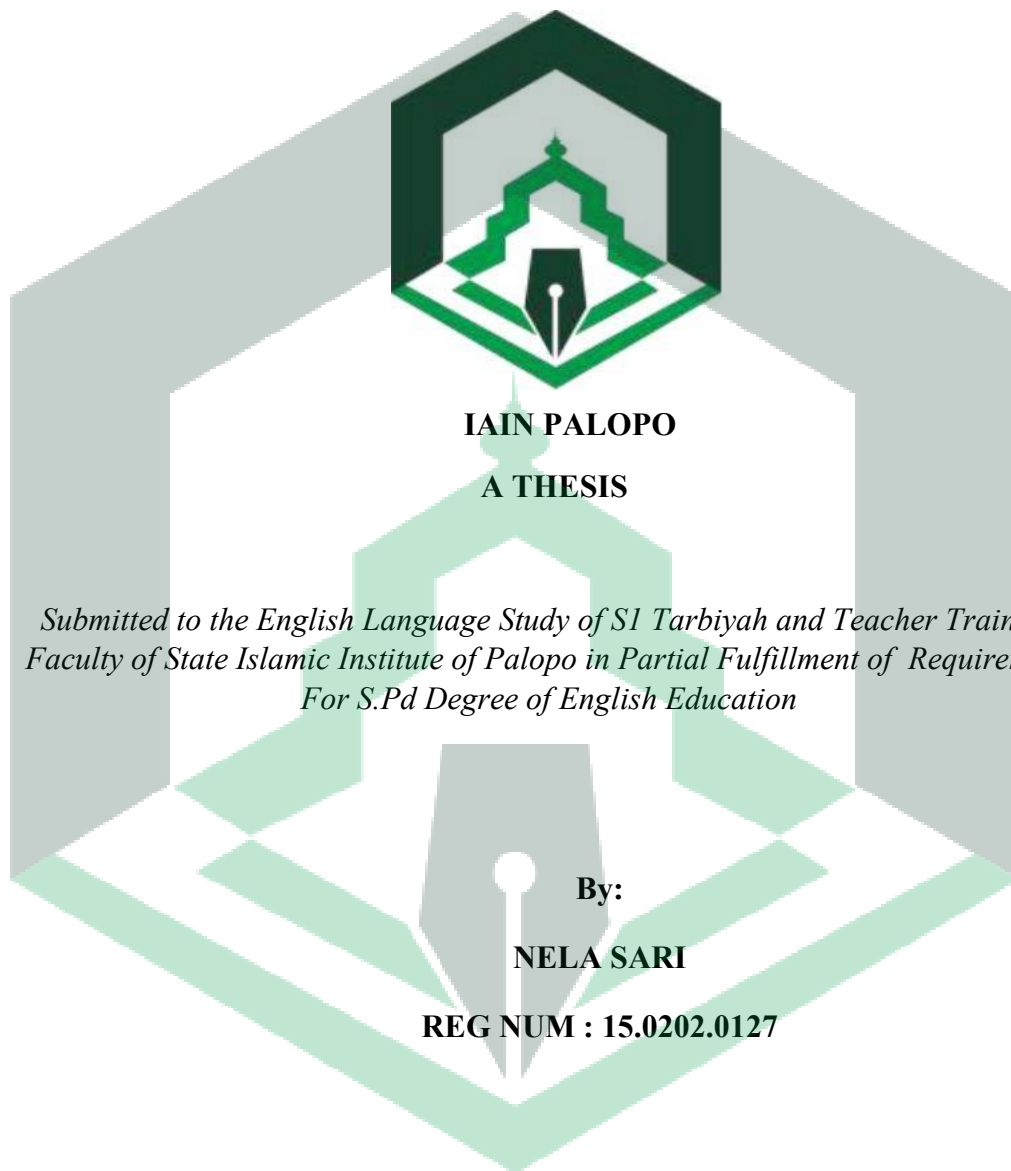 IAIN PALOPO
A THESIS
Submitted to the English Language Study of S1 Tarbiyah and Teacher
Faculty of State Islamic Institute of Palopo in Partial Fulfillment of
For S.Pd Degree of English Education
By:
NELA SARI
REG NUM : 15.0202.0127